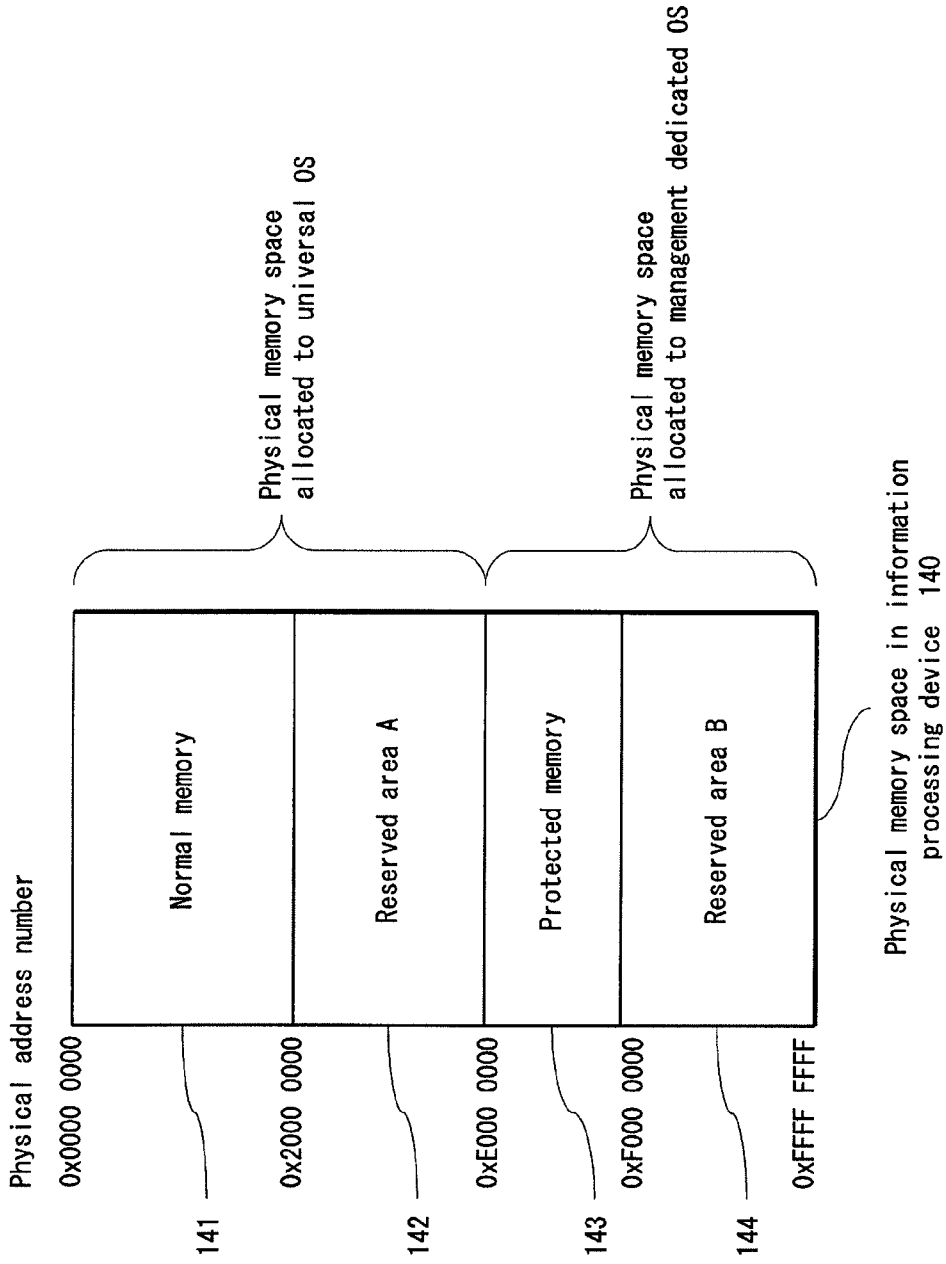 Physical address number
0x0000 0000
141
Normal memory
Physical memory space
allocated to universal OS
0x2000 0000
142
Reserved area A
0xE000 0000
143
Protected memory
Physical memory space
allocated to management dedicated OS
0xF000 0000
144
Reserved area B
0xFFFF FFFF
Physical memory space in information
processing device 140